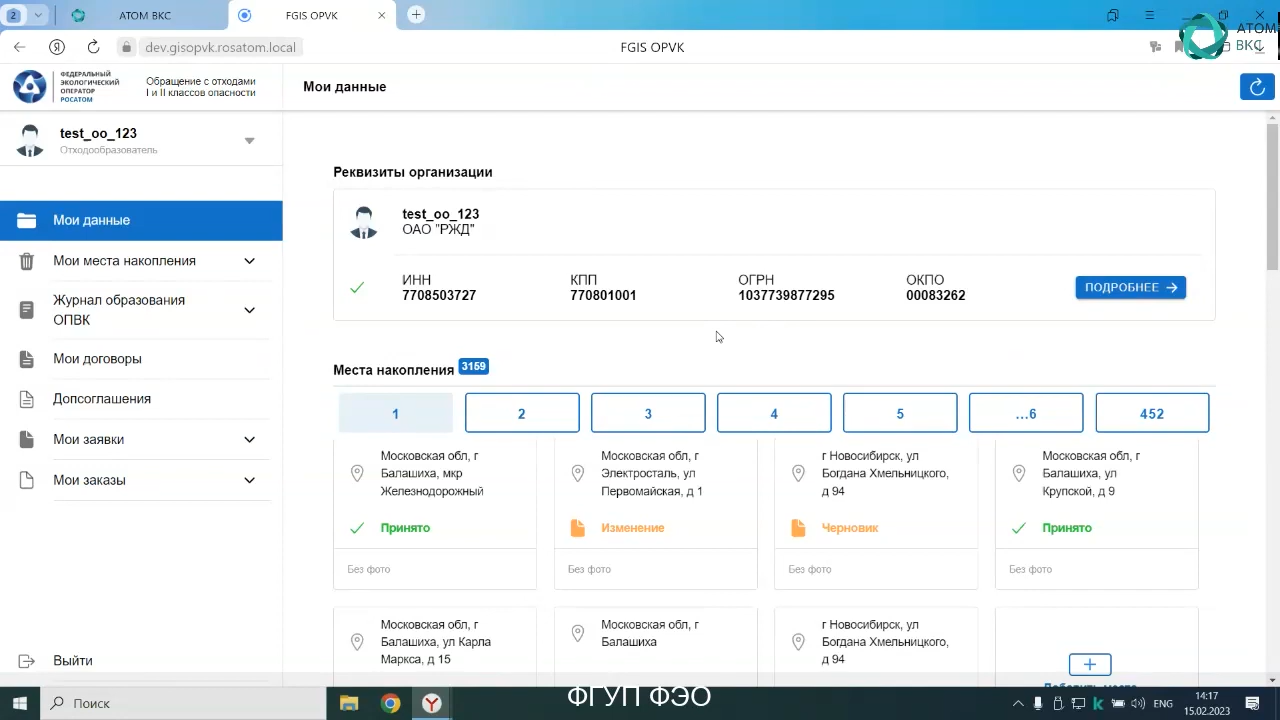 2
АТОМ ВКС
FGIS OPVK
dev.gisopvk.rosatom.local
FGIS OPVK
АТОМ
ВКС
ФЕДЕРАЛЬНЫЙ
ЭКОЛОГИЧЕСКИЙ
ОПЕРАТОР
РОСАТОМ
Обращение с отходами
I и II классов опасности
Мои данные
test_oo_123
Отходообразователь
Мои данные
Мои места накопления
Журнал образования
ОПВК
Мои договоры
Допсоглашения
Мои заявки
Мои заказы
Выйти
Реквизиты организации
test_oo_123
ОАО "РЖД"
ИНН
7708503727
КПП
770801001
ОГРН
1037739877295
ОКПО
00083262
ПОДРОБНЕЕ
Места накопления 3159
1 2 3 4 5 ...6 452
Московская обл, г
Балашиха, мкр
Железнодорожный
Принято
Без фото
Московская обл, г
Электросталь, ул
Первомайская, д 1
Изменение
Без фото
г Новосибирск, ул
Богдана Хмельницкого,
д 94
Черновик
Без фото
Московская обл, г
Балашиха, ул
Крупской, д 9
Принято
Без фото
Московская обл, г
Балашиха, ул Карла
Маркса, д 15
Московская обл, г
Балашиха
г Новосибирск, ул
Богдана Хмельницкого,
д 94
Добавить место
Поиск
ФГУП ФЭО
ENG
14:17
15.02.2023